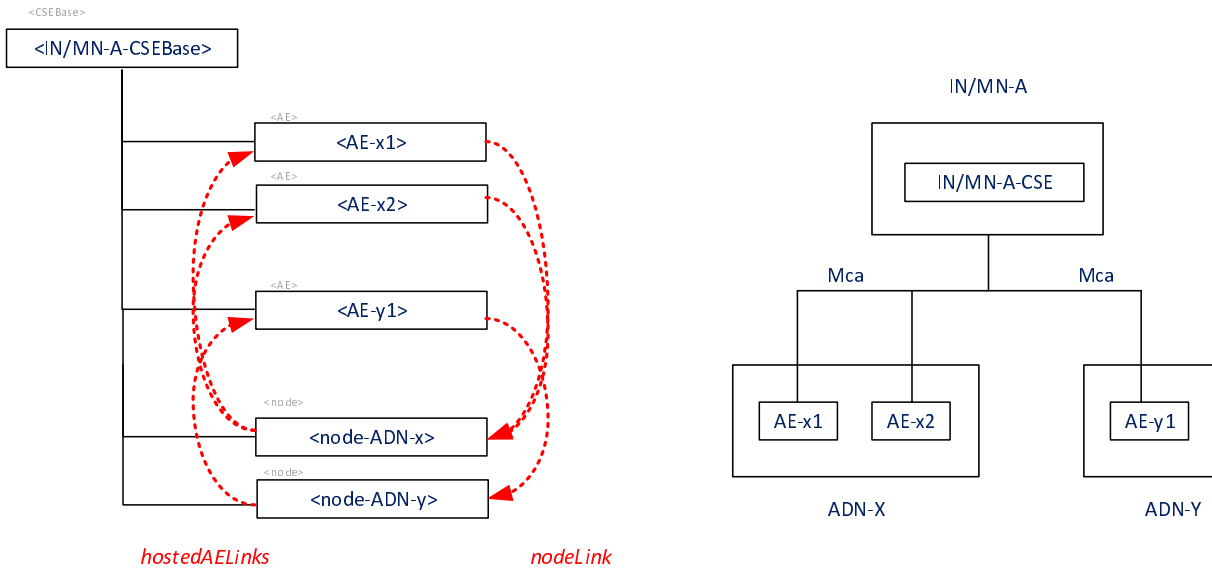 <CSEBase>
<IN/MN-A-CSEBase>
<AE>
<AE-x1>
<AE>
<AE-x2>
<AE>
<AE-y1>
<node>
<node-ADN-x>
<node>
<node-ADN-y>
hostedAELinks
nodeLink
IN/MN-A
IN/MN-A-CSE
Mca
Mca
AE-x1
AE-x2
AE-y1
ADN-X
ADN-Y